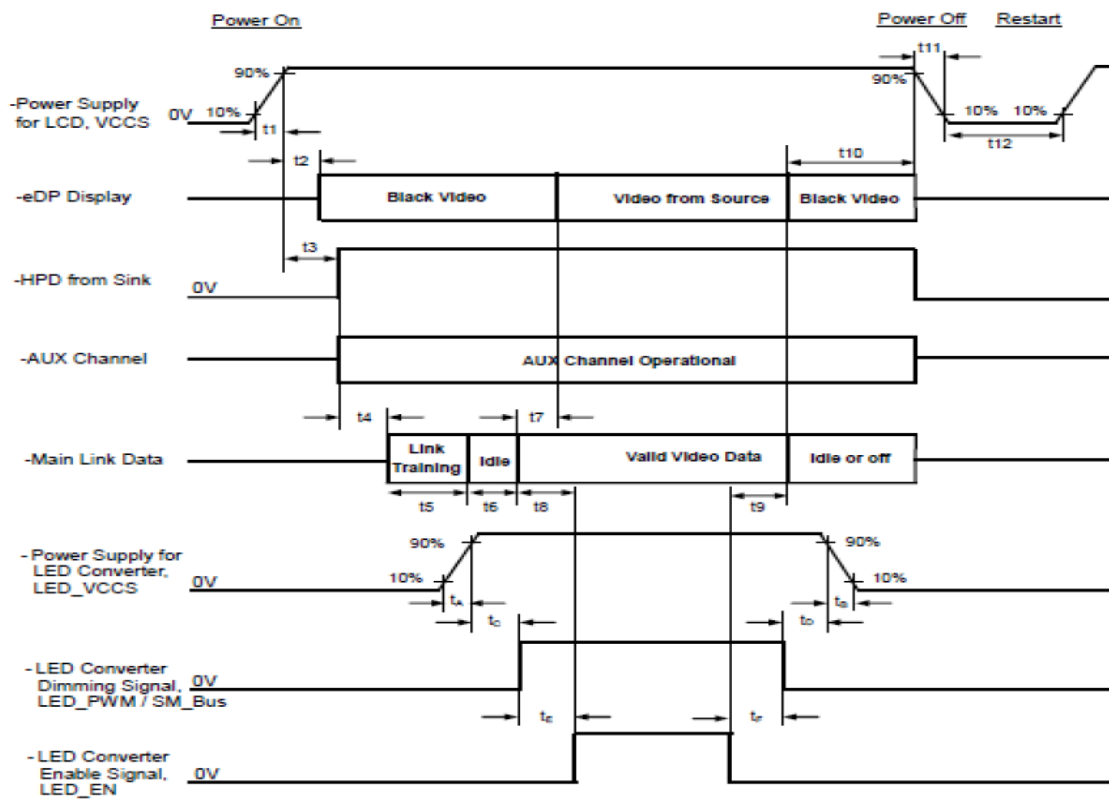 Power On
Power Off
Restart
t11
90%
90%
-Power Supply
for LCD, VCCS
0V
10%
10%
10%
t1
t12
t2
t10
-eDP Display
Black Video
Video from Source
Black Video
t3
-HPD from Sink
0V
-AUX Channel
AUX Channel Operational
t4
t7
-Main Link Data
Link
Training
Idle
Valid Video Data
Idle or off
t5
t6
t8
t9
- Power Supply for
LED Converter,
LED_VCCS
0V
90%
90%
10%
10%
tA
tB
tC
tD
- LED Converter
Dimming Signal,
LED_PWM / SM_Bus
0V
tE
tF
- LED Converter
Enable Signal,
LED_EN
0V